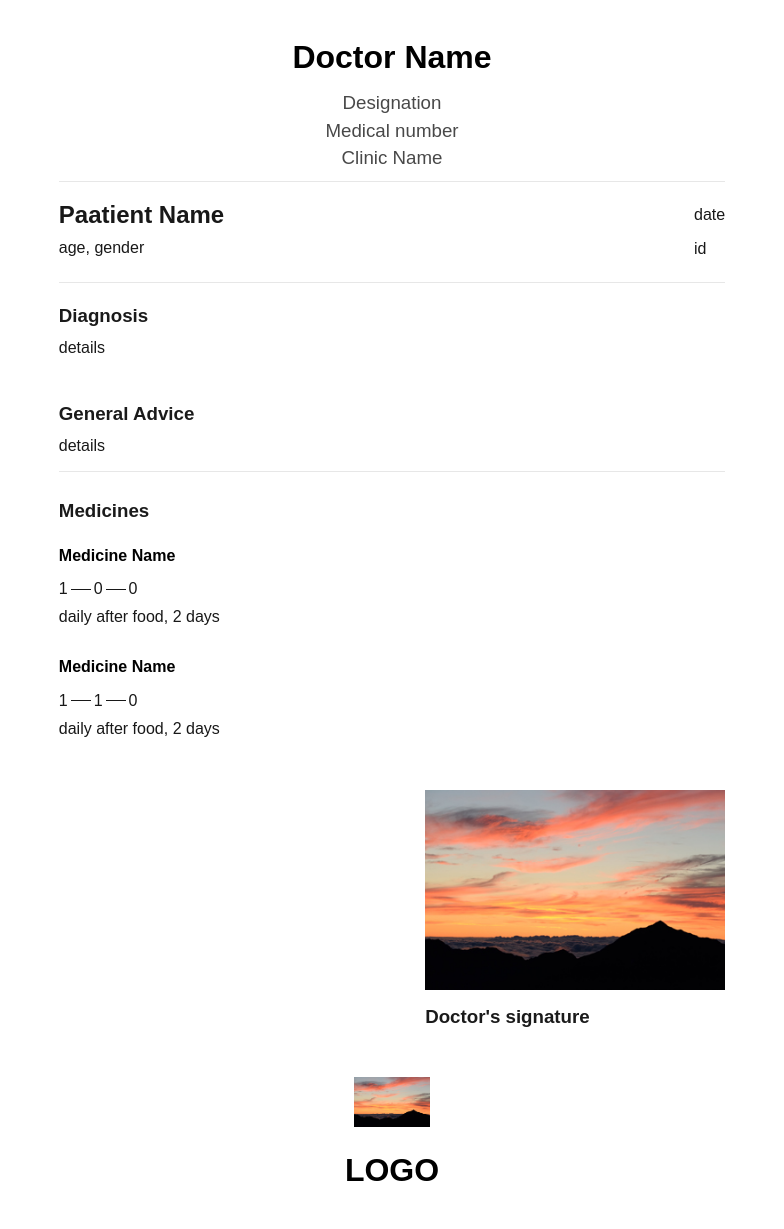 Doctor Name
Designation
Medical number
Clinic Name
Paatient Name
date
age, gender
id
Diagnosis
details
General Advice
details
Medicines
Medicine Name
1 — 0 — 0
daily after food, 2 days
Medicine Name
1 — 1 — 0
daily after food, 2 days
Doctor's signature
LOGO